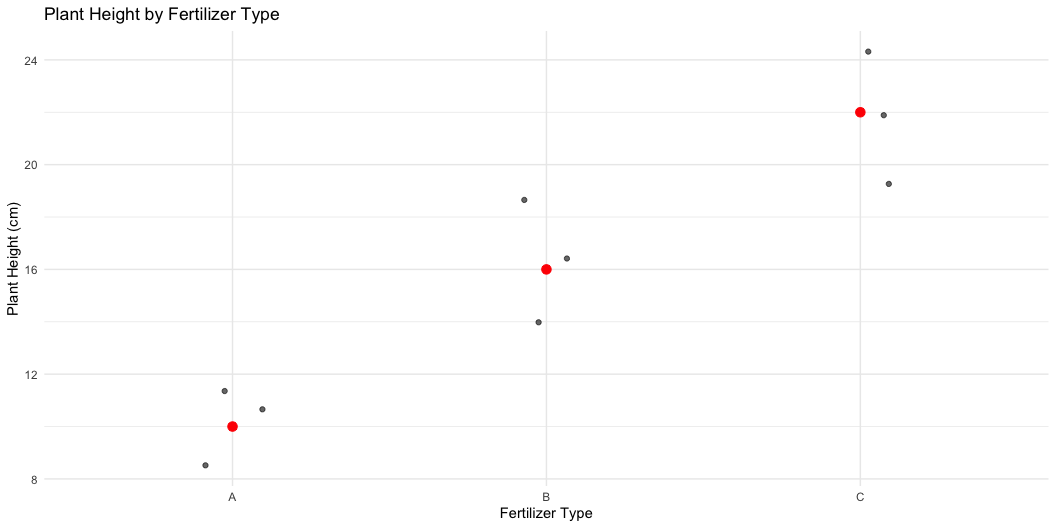 Plant Height by Fertilizer Type
Plant Height (cm)
24
20
16
12
8
A B C
Fertilizer Type